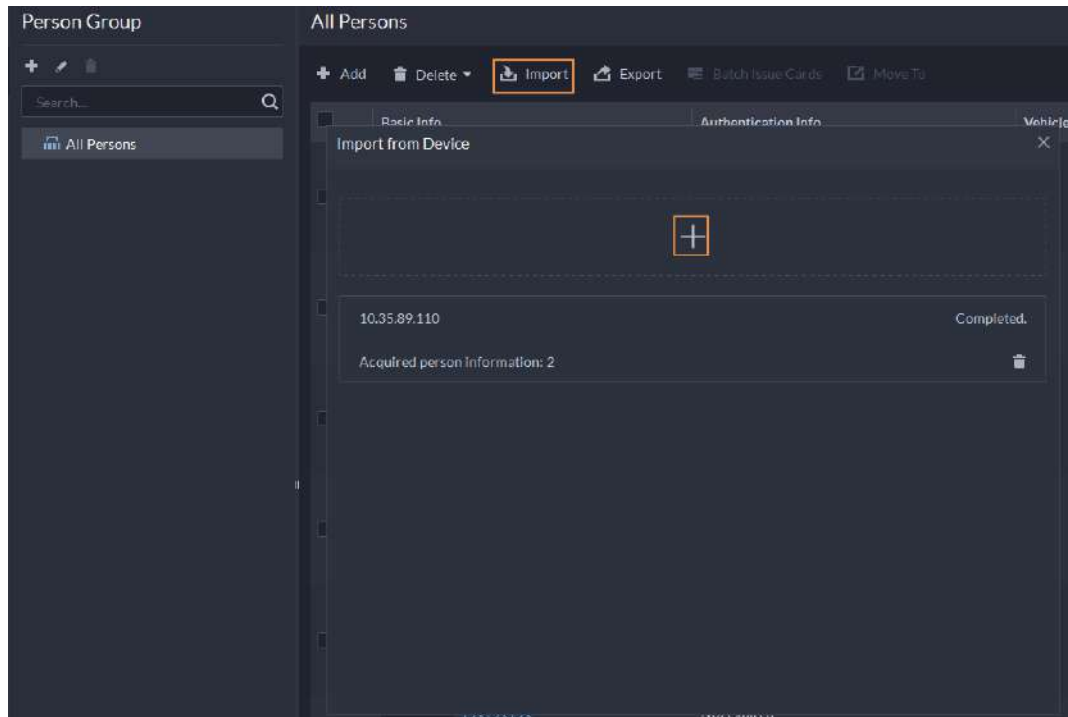 Person Group
All Persons
Add Delete Import Export Batch Issue Cards Move To
Search...
Basic Info Authentication Info Vehicle
All Persons
Import from Device
10.35.89.110 Completed.
Acquired person information: 2